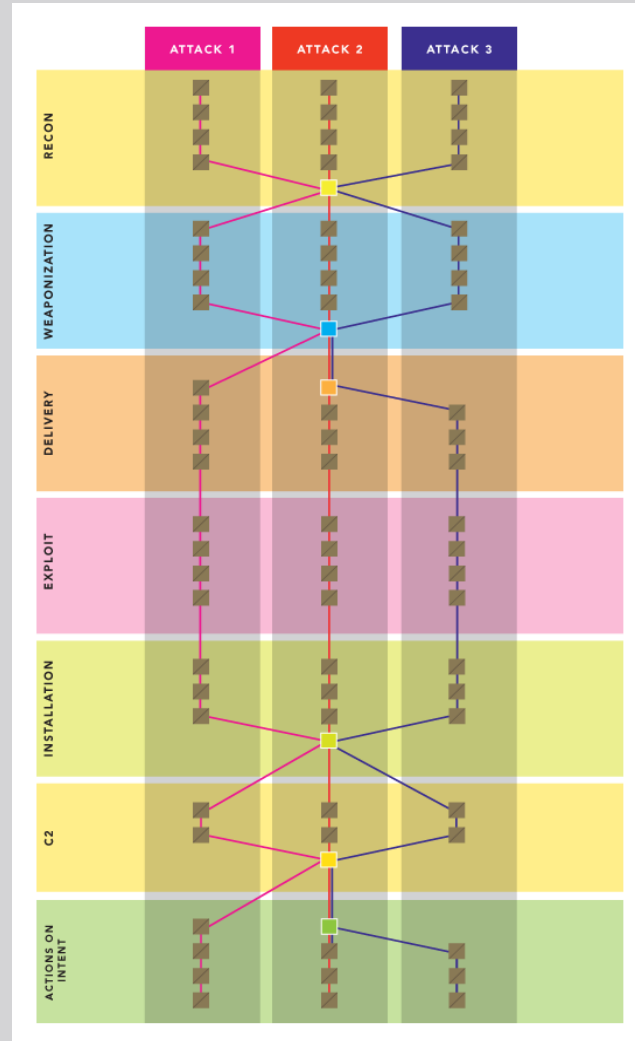 ATTACK 1
ATTACK 2
ATTACK 3
RECON
WEAPONIZATION
DELIVERY
EXPLOIT
INSTALLATION
C2
ACTIONS ON
INTENT